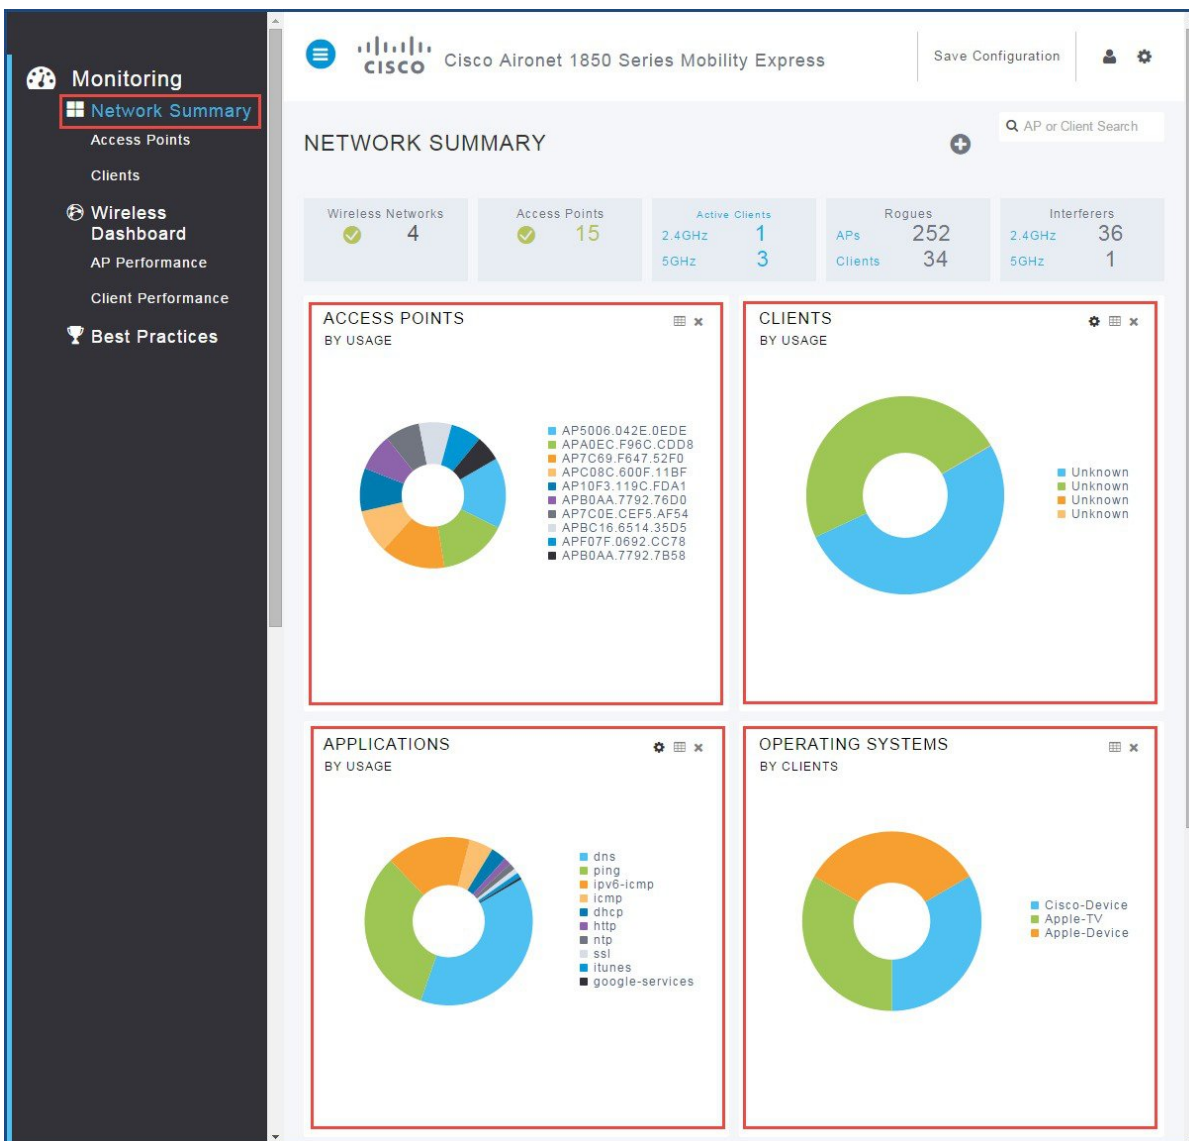 Monitoring
Network Summary
Access Points
Clients
Wireless
Dashboard
AP Performance
Client Performance
Best Practices
CISCO Cisco Aironet 1850 Series Mobility Express
Save Configuration
NETWORK SUMMARY
AP or Client Search
Wireless Networks
4
Access Points
15
Active Clients
2.4GHz 1
5GHz 3
Rogues
APs 252
Clients 34
Interferers
2.4GHz 36
5GHz 1
ACCESS POINTS
BY USAGE
AP5006.042E.0EDE
APA0EC.F96C.CDD8
AP7C69.F647.52F0
APC08C.600F.11BF
AP10F3.119C.FDA1
APB0AA.7792.76D0
AP7C0E.CEF5.AF54
APBC16.6514.35D5
APF07F.0692.CC78
APB0AA.7792.7B58
CLIENTS
BY USAGE
Unknown
Unknown
Unknown
Unknown
APPLICATIONS
BY USAGE
dns
ping
ipv6-icmp
icmp
dhcp
http
ntp
ssl
itunes
google-services
OPERATING SYSTEMS
BY CLIENTS
Cisco-Device
Apple-TV
Apple-Device